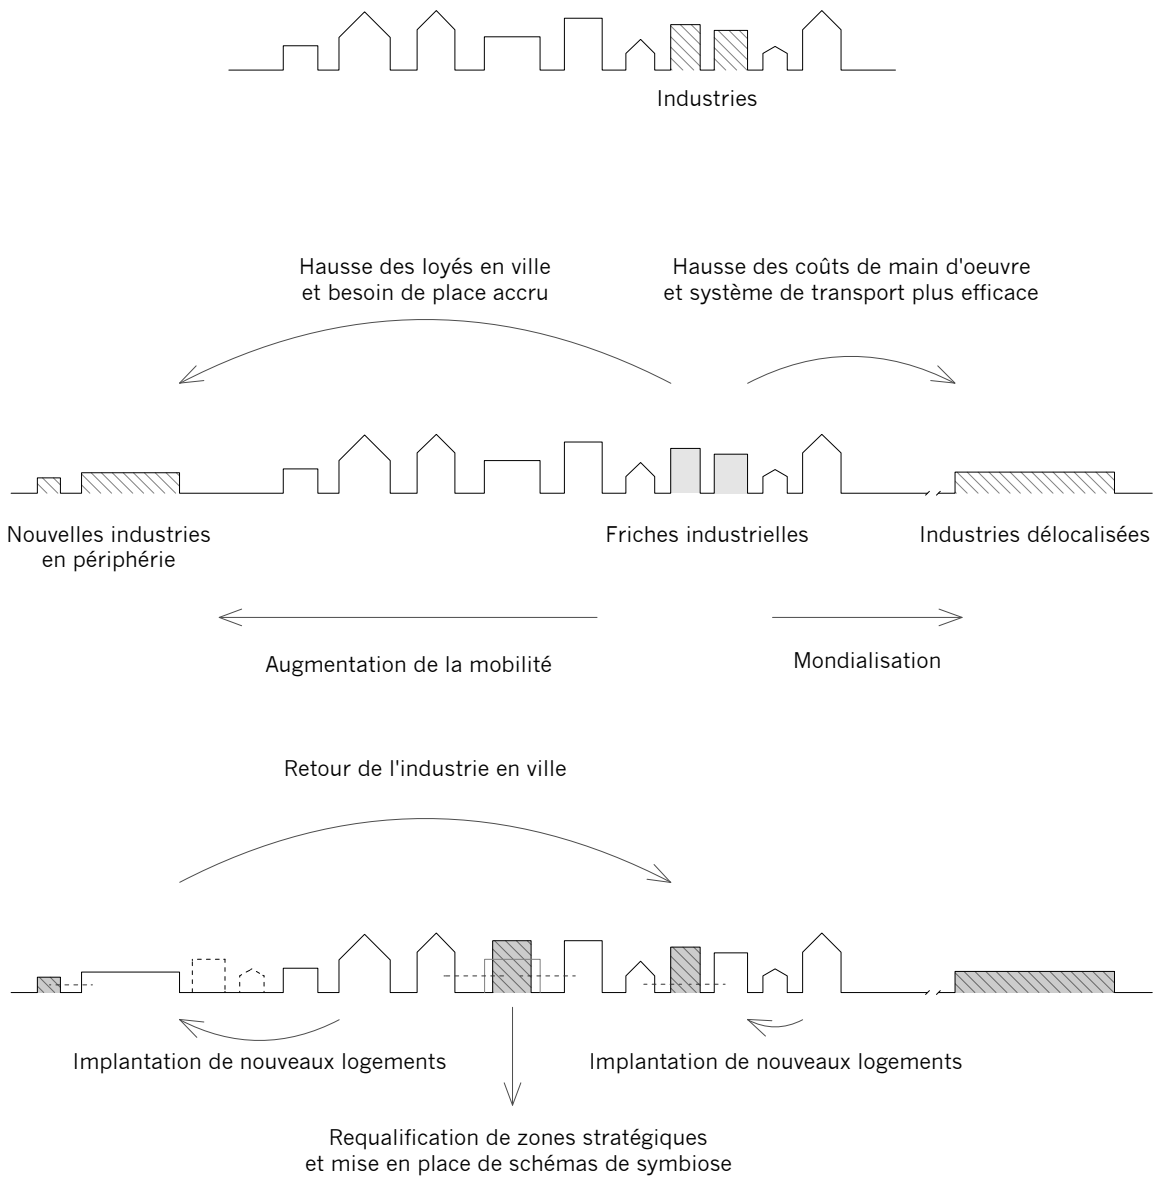 Industries
Hausse des loyés en ville
et besoin de place accru
Hausse des coûts de main d'oeuvre
et système de transport plus efficace
Nouvelles industries
en périphérie
Friches industrielles
Industries délocalisées
Augmentation de la mobilité
Mondialisation
Retour de l'industrie en ville
Implantation de nouveaux logements
Implantation de nouveaux logements
Requalification de zones stratégiques
et mise en place de schémas de symbiose